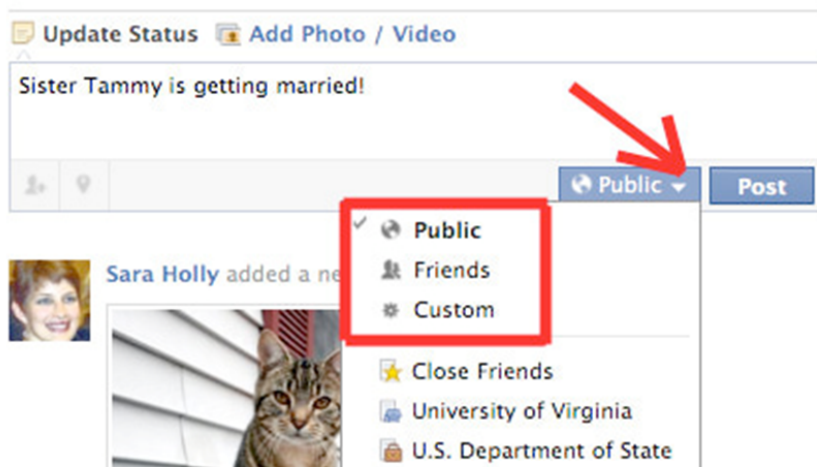 Update Status Add Photo / Video
Sister Tammy is getting married!
Public Post
Public
Friends
Custom
Sara Holly added a
Close Friends
University of Virginia
U.S. Department of State